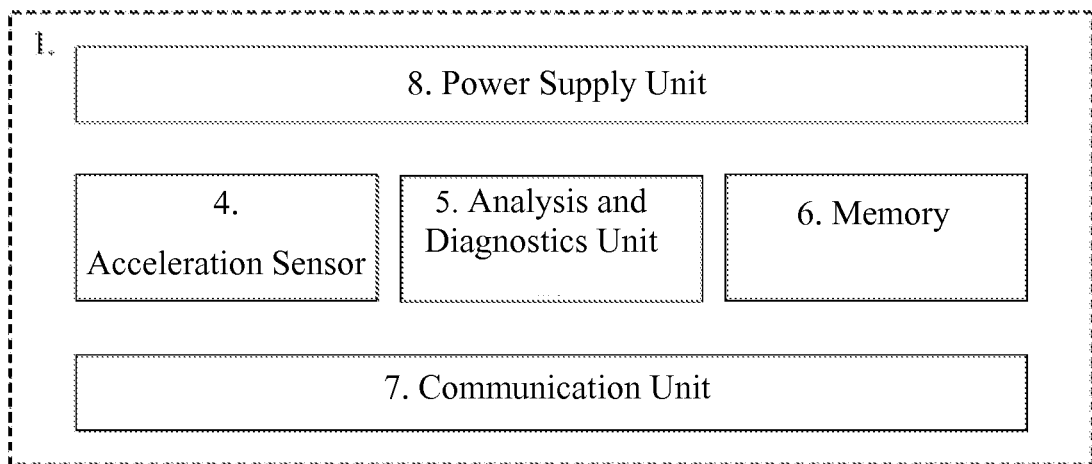 1.
8. Power Supply Unit
4.
Acceleration Sensor
5. Analysis and
Diagnostics Unit
6. Memory
7. Communication Unit